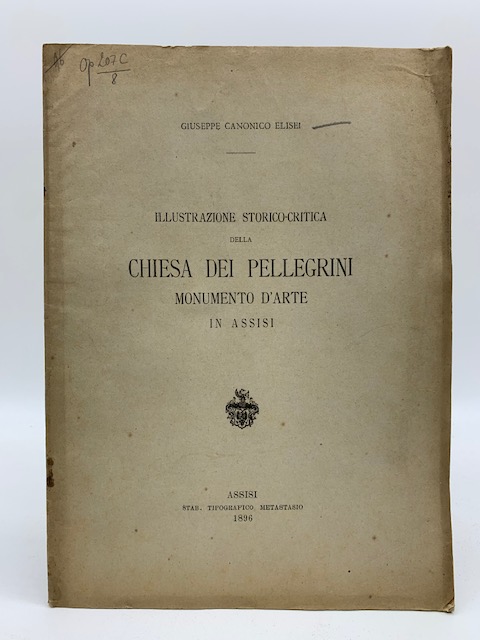 Op 207 C
8
GIUSEPPE CANONICO ELISEI
ILLUSTRAZIONE STORICO-CRITICA
DELLA
CHIESA DEI PELLEGRINI
MONUMENTO D'ARTE
IN ASSISI
ASSISI
STAB. TIPOGRAFICO METASTASIO
1896